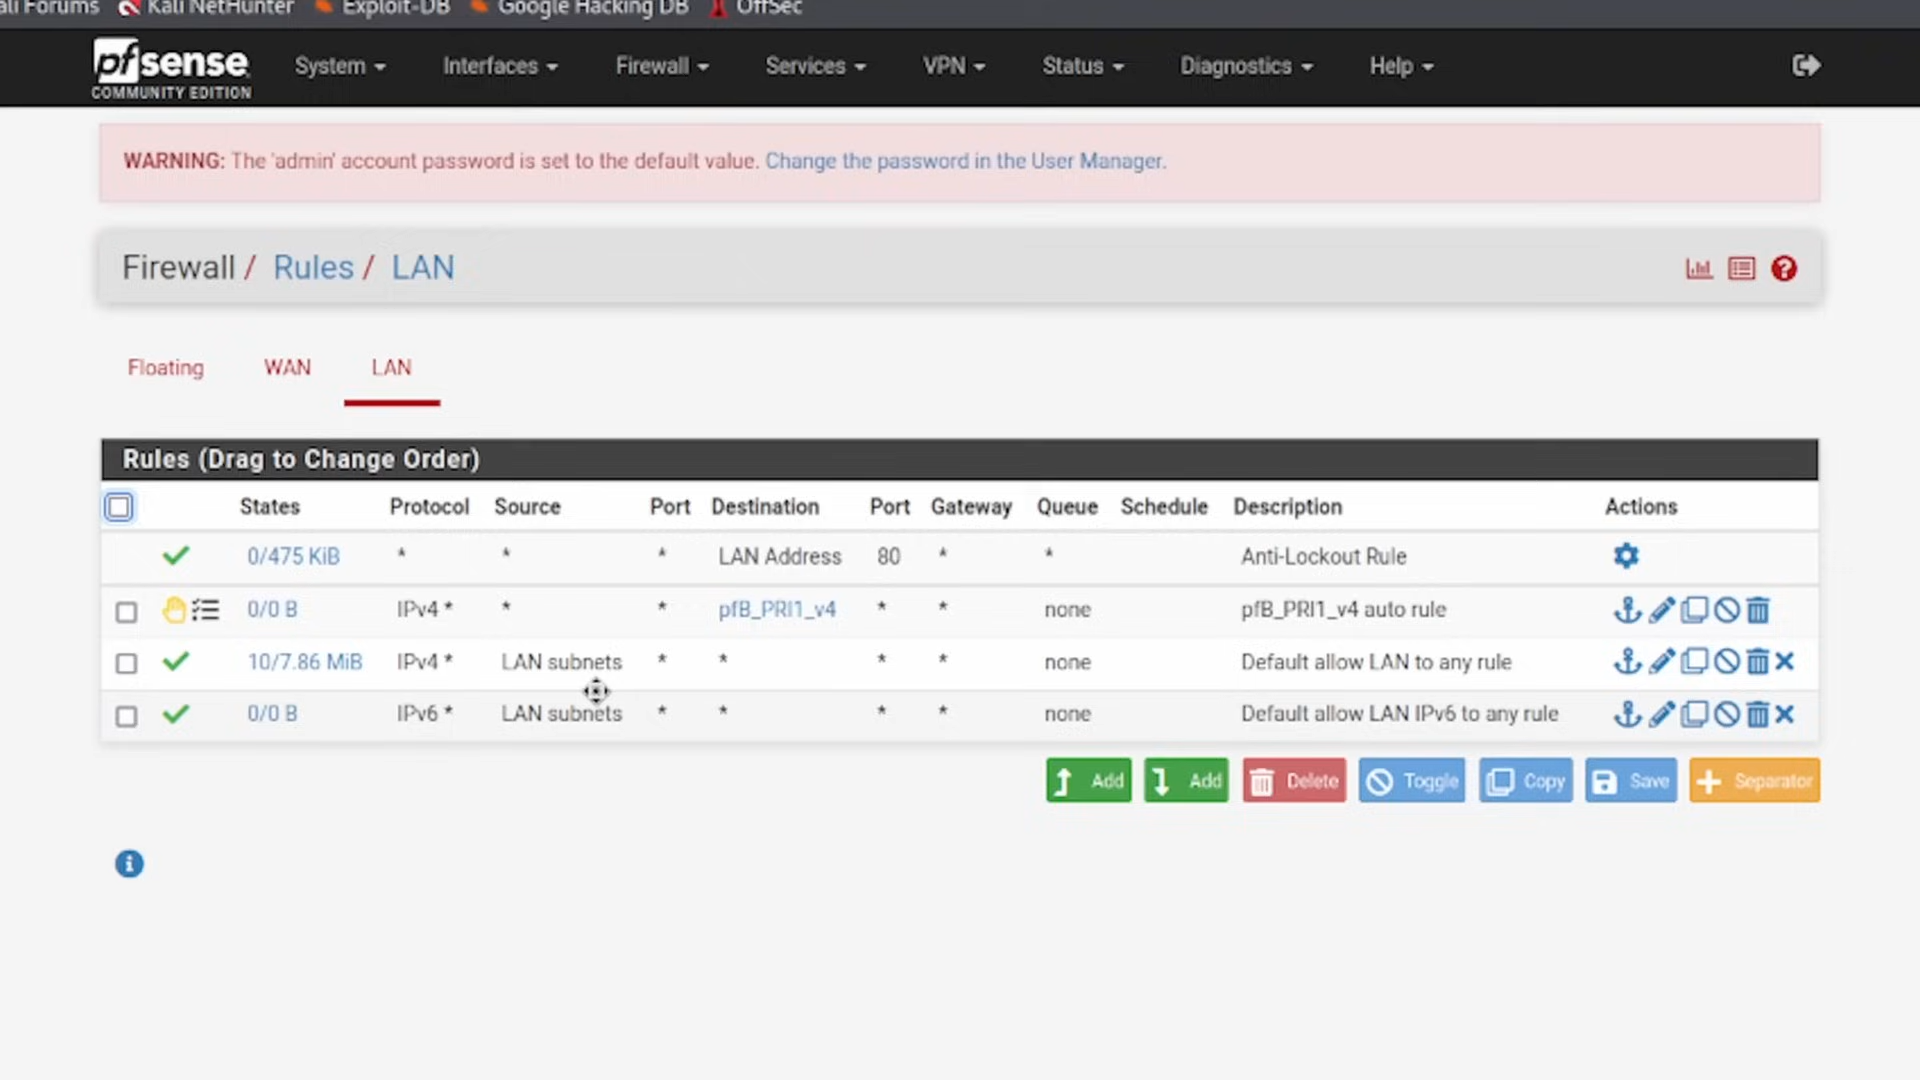 ali Forums Kali NetHunter Exploit-DB Google Hacking DB OffSec
pfsense System Interfaces Firewall Services VPN Status Diagnostics Help
COMMUNITY EDITION
WARNING: The 'admin' account password is set to the default value. Change the password in the User Manager.
Firewall / Rules / LAN
Floating WAN LAN
Rules (Drag to Change Order)
States Protocol Source Port Destination Port Gateway Queue Schedule Description Actions
0/475 KiB * * * LAN Address 80 * * Anti-Lockout Rule
0/0 B IPv4 * * * pfB_PRI1_v4 * * none pfB_PRI1_v4 auto rule
10/7.86 MiB IPv4 * LAN subnets * * * * none Default allow LAN to any rule
0/0 B IPv6 * LAN subnets * * * * none Default allow LAN IPv6 to any rule
Add Add Delete Toggle Copy Save Separator